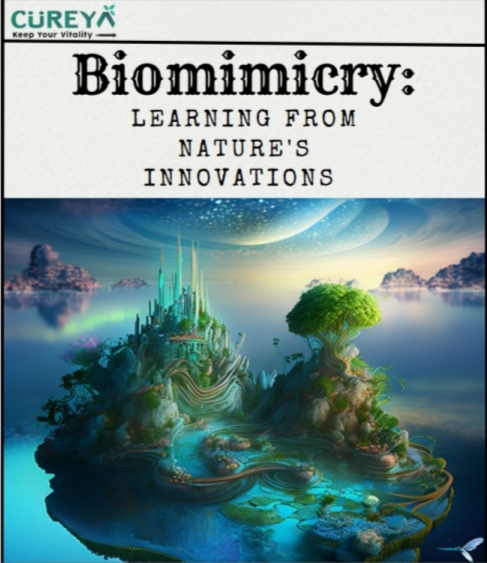 CUREYA
Keep Your Vitality
Biomimicry:
LEARNING FROM
NATURE'S
INNOVATIONS